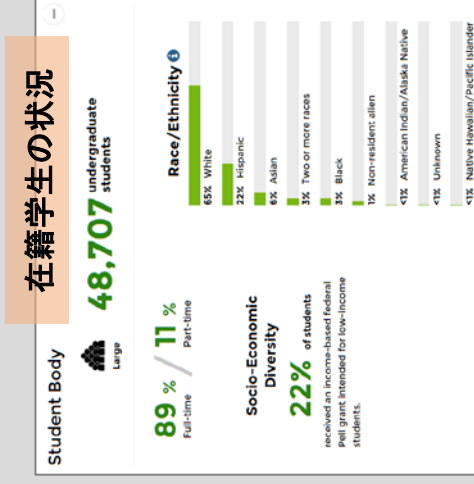 在籍学生の状況
Student Body
Large
48,707 undergraduate
students
89 % / 11 %
Full-time
Part-time
Socio-Economic
Diversity
22% of students
received an income-based federal
Pell grant intended for low-income
students.
Race/Ethnicity i
65% White
22% Hispanic
6% Asian
3% Two or more races
3% Black
1% Non-resident alien
<1% American Indian/Alaska Native
<1% Unknown
<1% Native Hawaiian/Pacific Islander